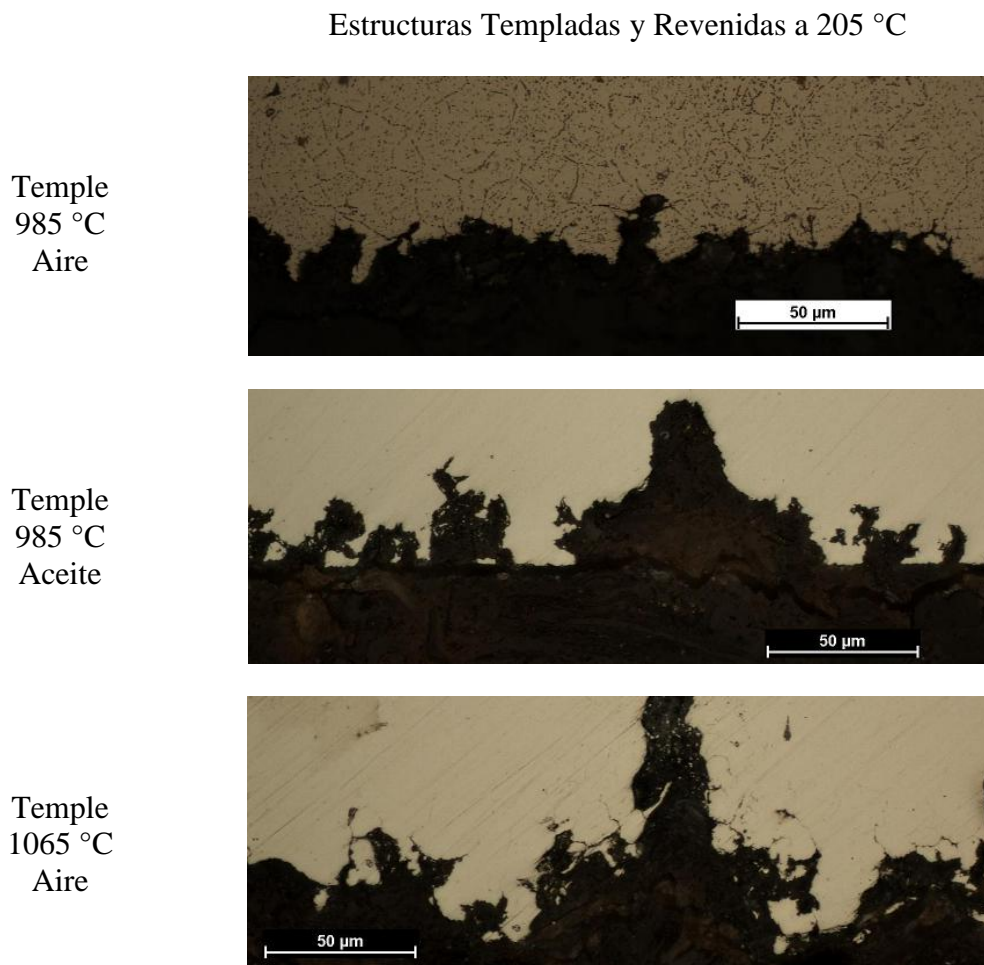 Estructuras Templadas y Revenidas a 205 °C
Temple
985 °C
Aire
50 µm
Temple
985 °C
Aceite
50 µm
Temple
1065 °C
Aire
50 µm